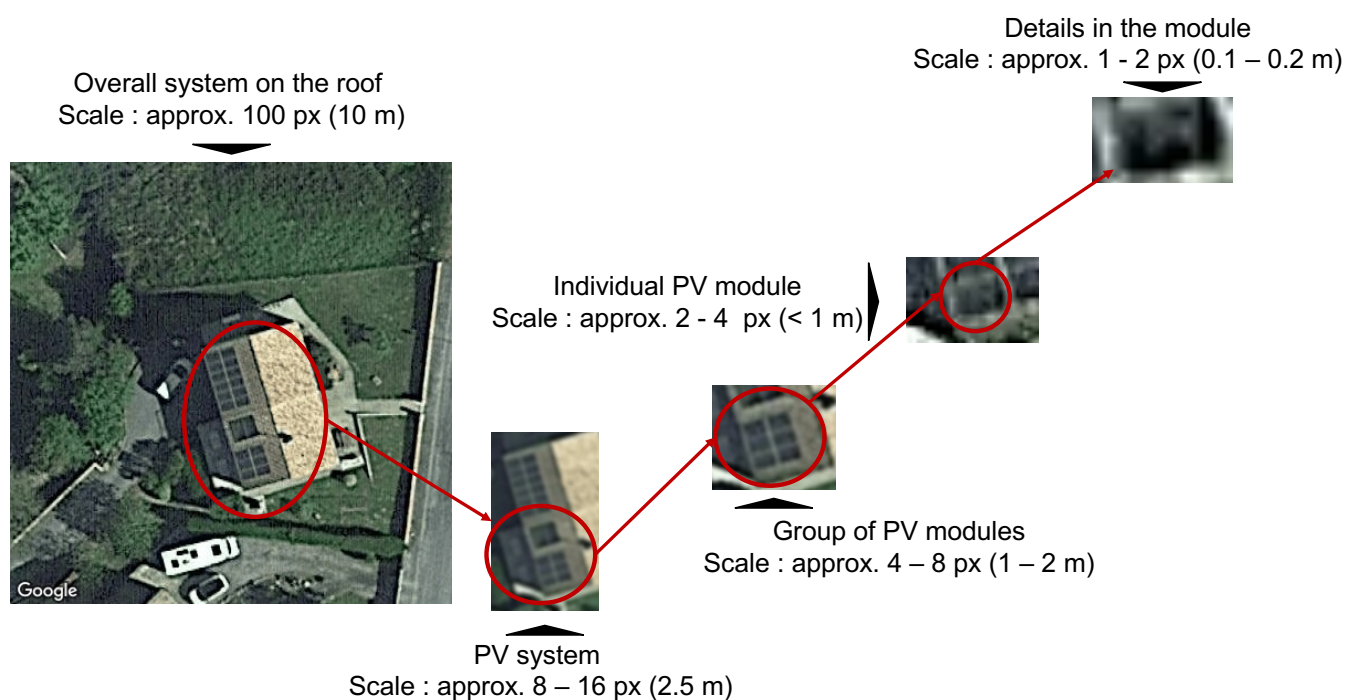 Details in the module
Scale : approx. 1 - 2 px (0.1 – 0.2 m)
Overall system on the roof
Scale : approx. 100 px (10 m)
Individual PV module
Scale : approx. 2 - 4 px (< 1 m)
Group of PV modules
Scale : approx. 4 – 8 px (1 – 2 m)
Google
PV system
Scale : approx. 8 – 16 px (2.5 m)